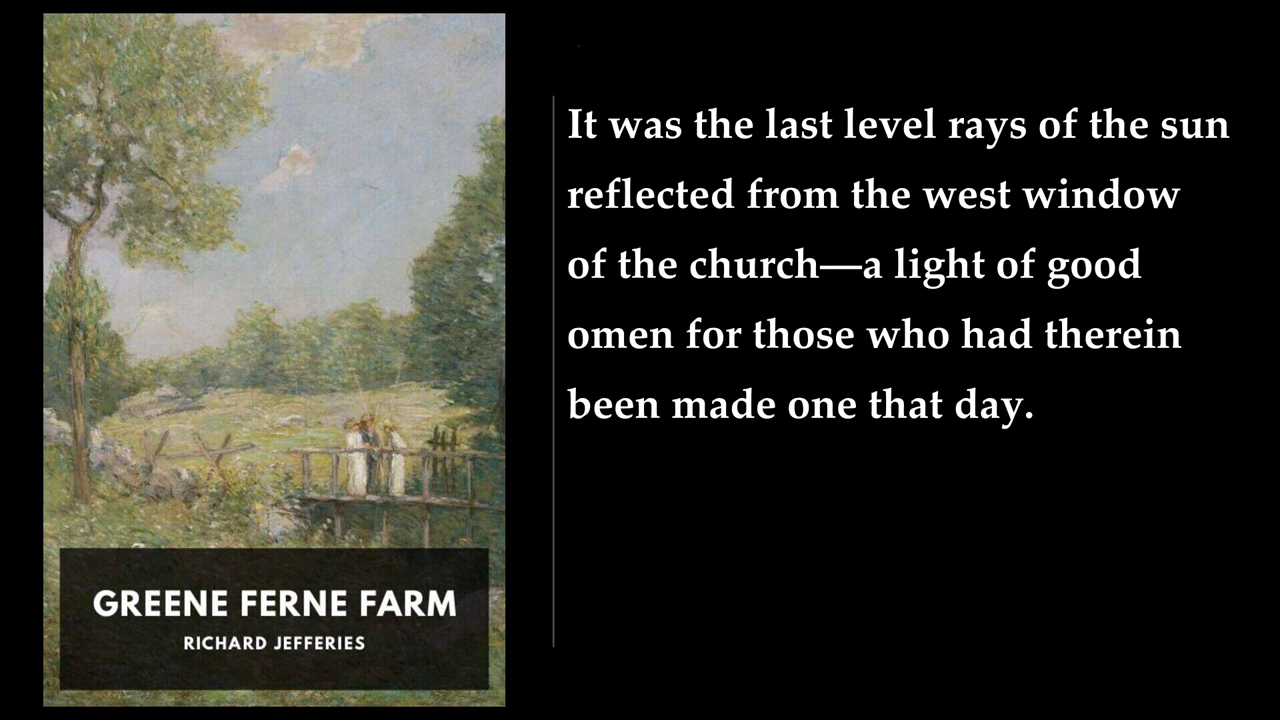 It was the last level rays of the sun
reflected from the west window
of the church—a light of good
omen for those who had therein
been made one that day.
GREENE FERNE FARM
RICHARD JEFFERIES